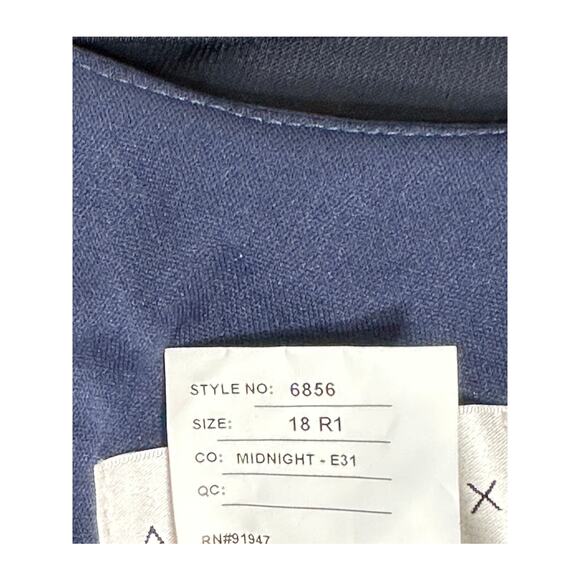 STYLE NO: 6856
SIZE: 18 R1
CO: MIDNIGHT - E31
QC:
RN#91947
X